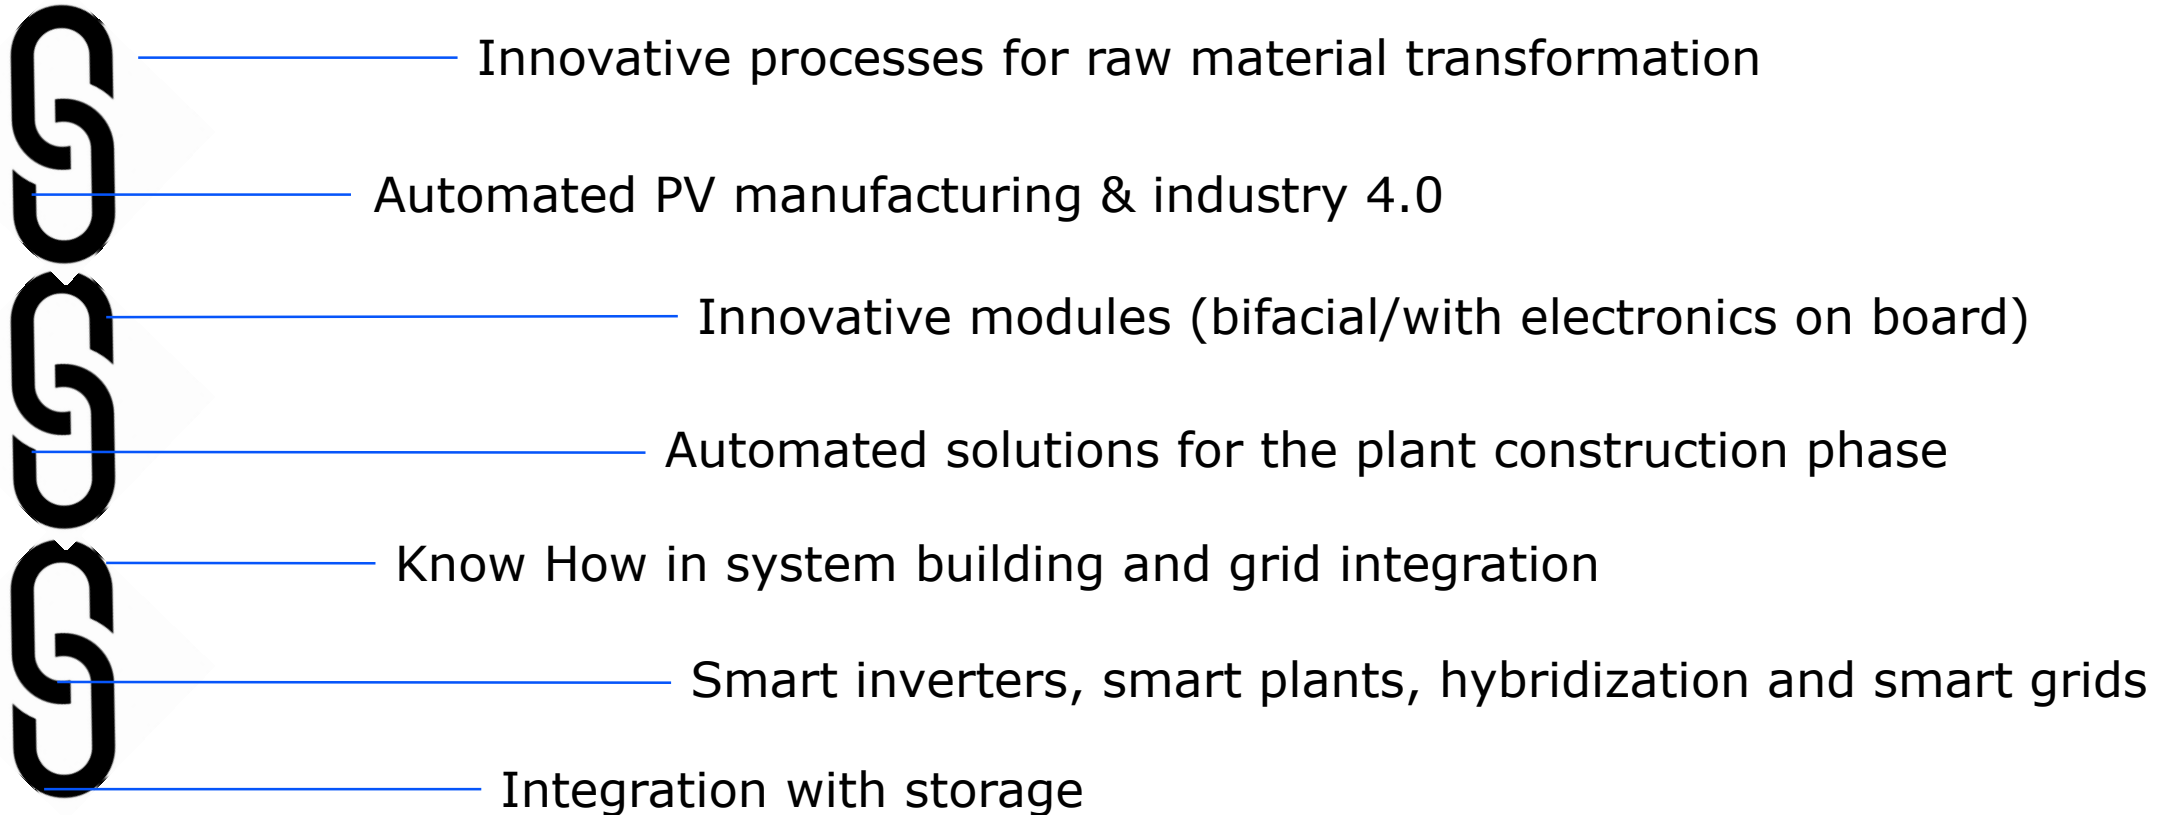 Innovative processes for raw material transformation
Automated PV manufacturing & industry 4.0
Innovative modules (bifacial/with electronics on board)
Automated solutions for the plant construction phase
Know How in system building and grid integration
Smart inverters, smart plants, hybridization and smart grids
Integration with storage